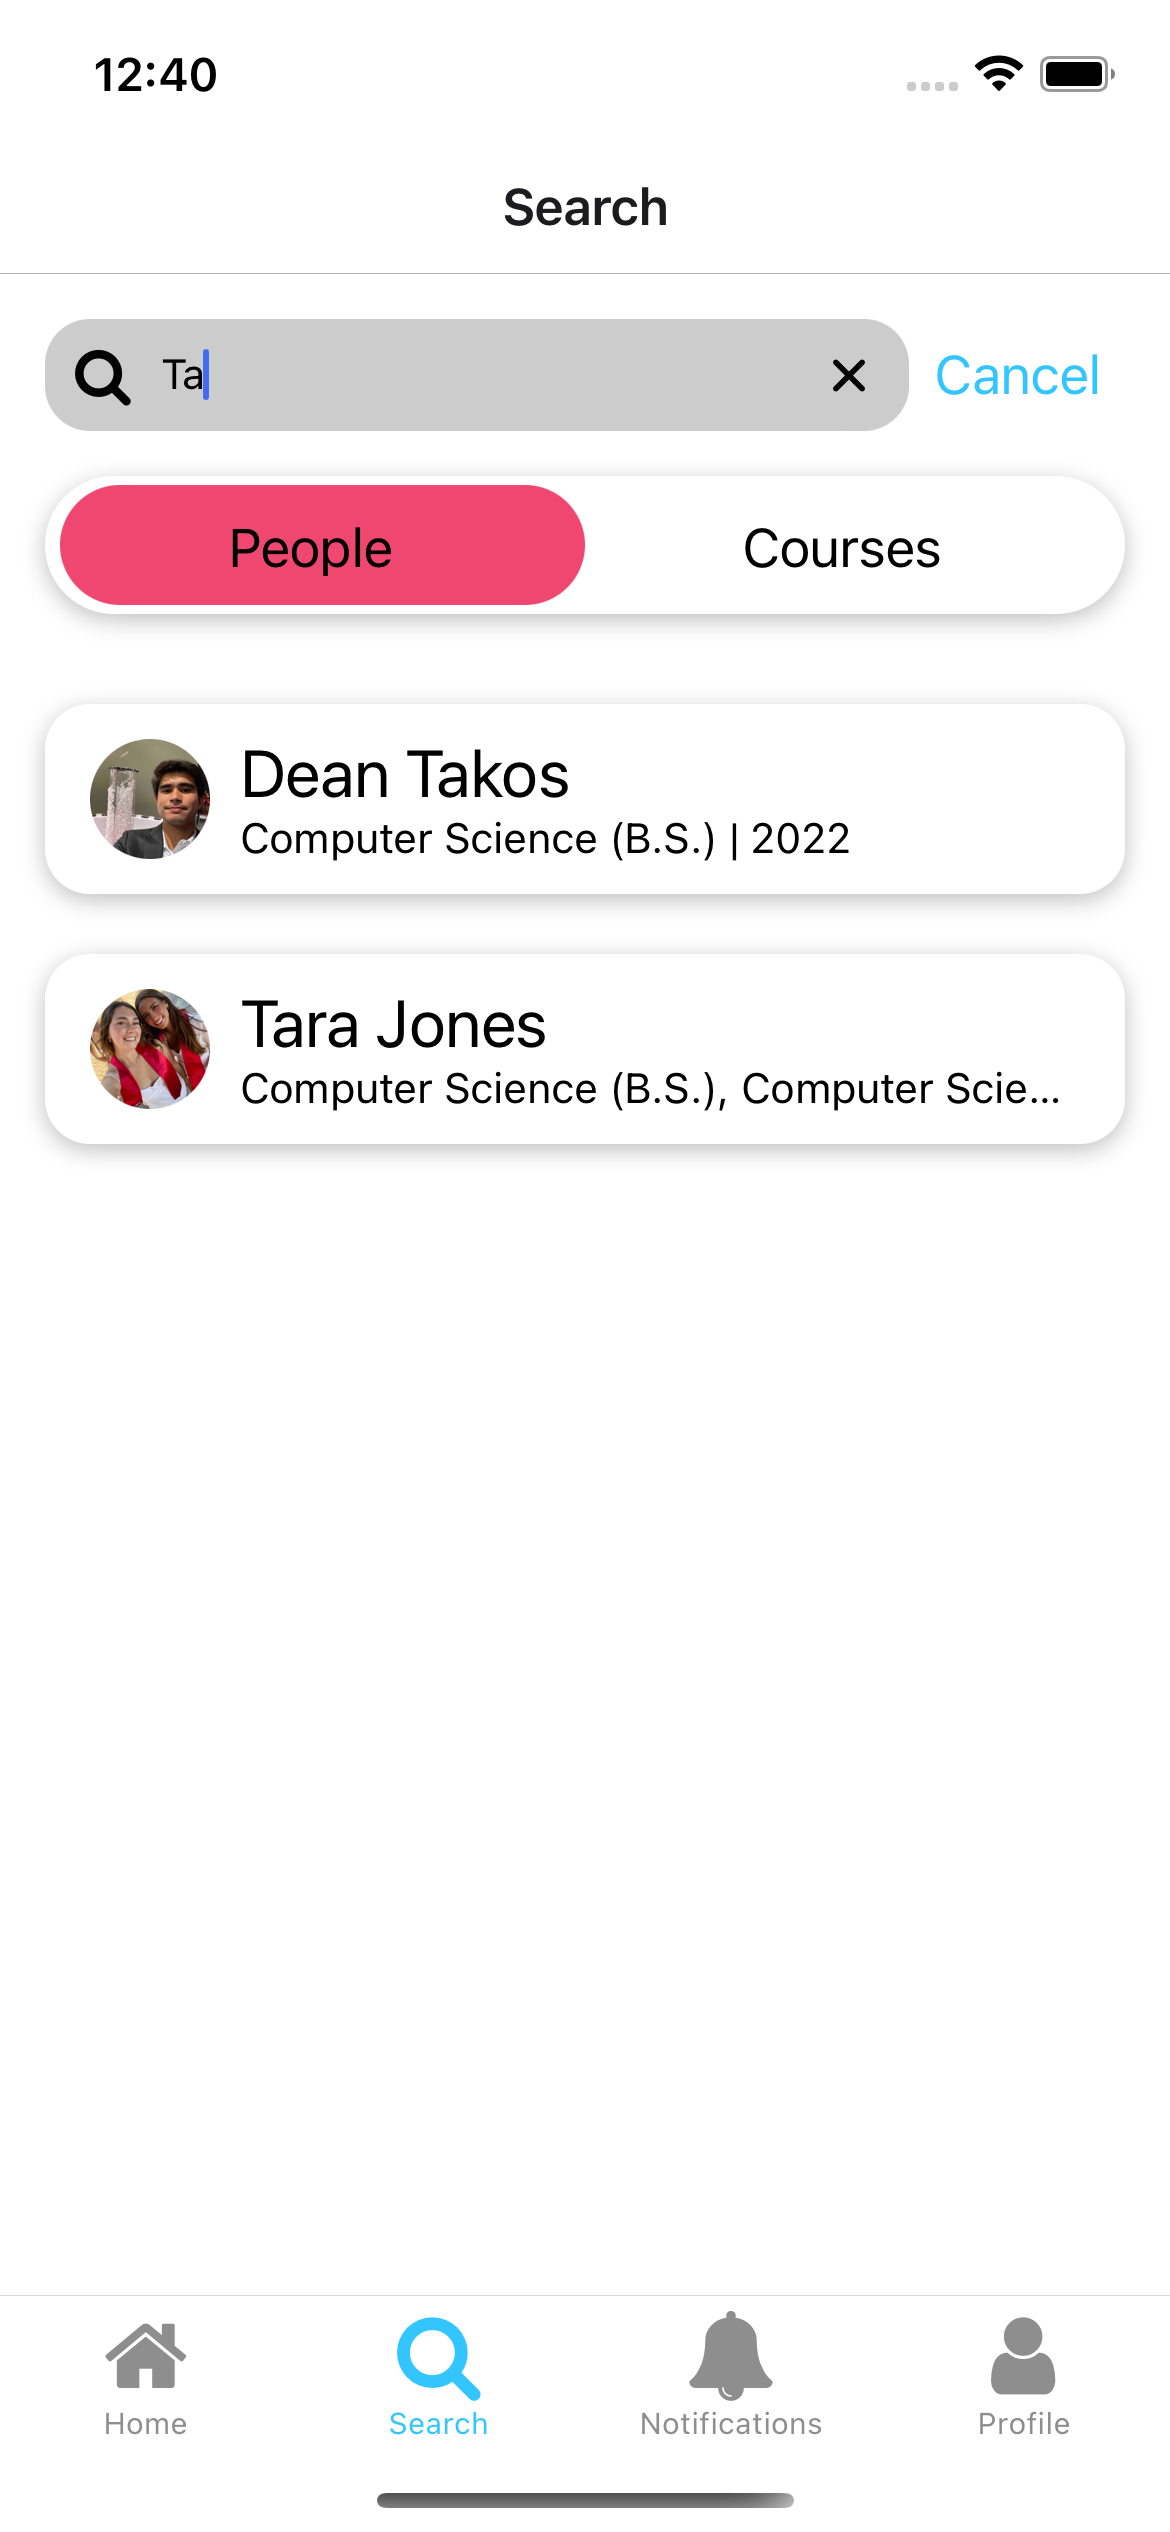 12:40
Search
Ta
Cancel
People
Courses
Dean Takos
Computer Science (B.S.) | 2022
Tara Jones
Computer Science (B.S.), Computer Scie...
Home
Search
Notifications
Profile